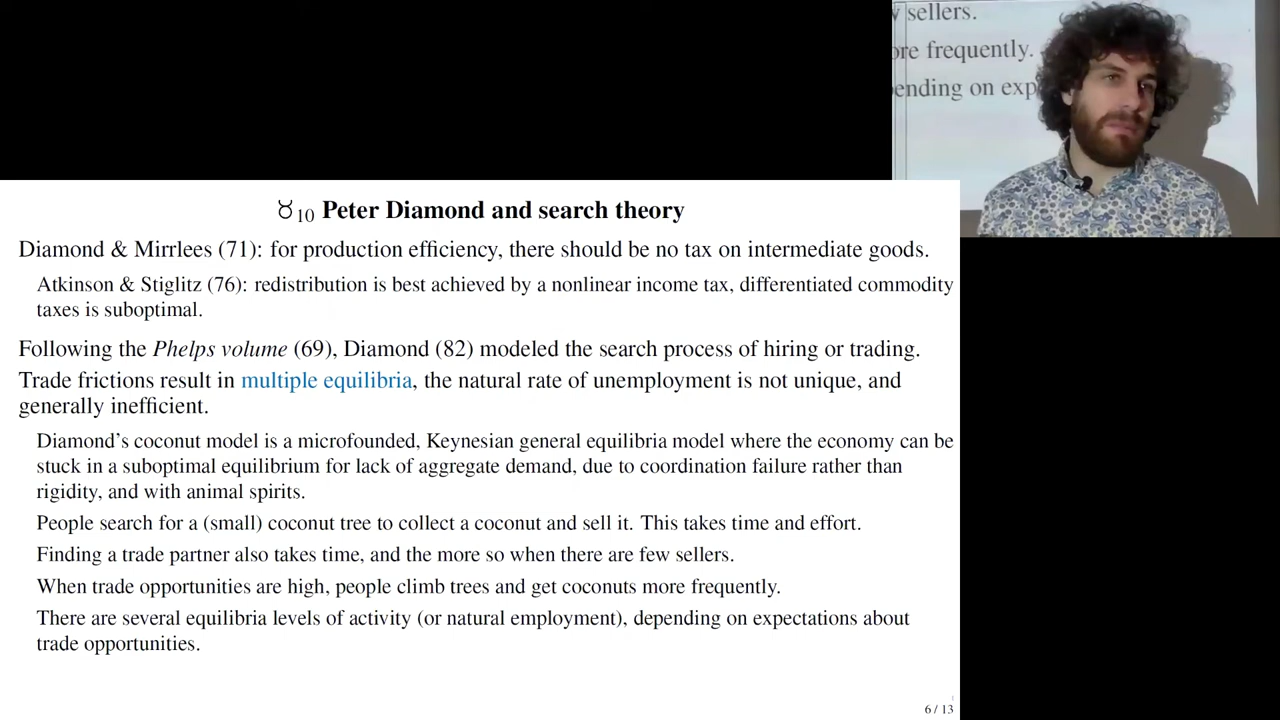 sellers.
frequently.
on
♉10 Peter Diamond and search theory
Diamond & Mirrlees (71): for production efficiency, there should be no tax on intermediate goods.
Atkinson & Stiglitz (76): redistribution is best achieved by a nonlinear income tax, differentiated commodity
taxes is suboptimal.
Following the Phelps volume (69), Diamond (82) modeled the search process of hiring or trading.
Trade frictions result in multiple equilibria, the natural rate of unemployment is not unique, and
generally inefficient.
Diamond's coconut model is a microfounded, Keynesian general equilibria model where the economy can be
stuck in a suboptimal equilibrium for lack of aggregate demand, due to coordination failure rather than
rigidity, and with animal spirits.
People search for a (small) coconut tree to collect a coconut and sell it. This takes time and effort.
Finding a trade partner also takes time, and the more so when there are few sellers.
When trade opportunities are high, people climb trees and get coconuts more frequently.
There are several equilibria levels of activity (or natural employment), depending on expectations about
trade opportunities.
6 / 13